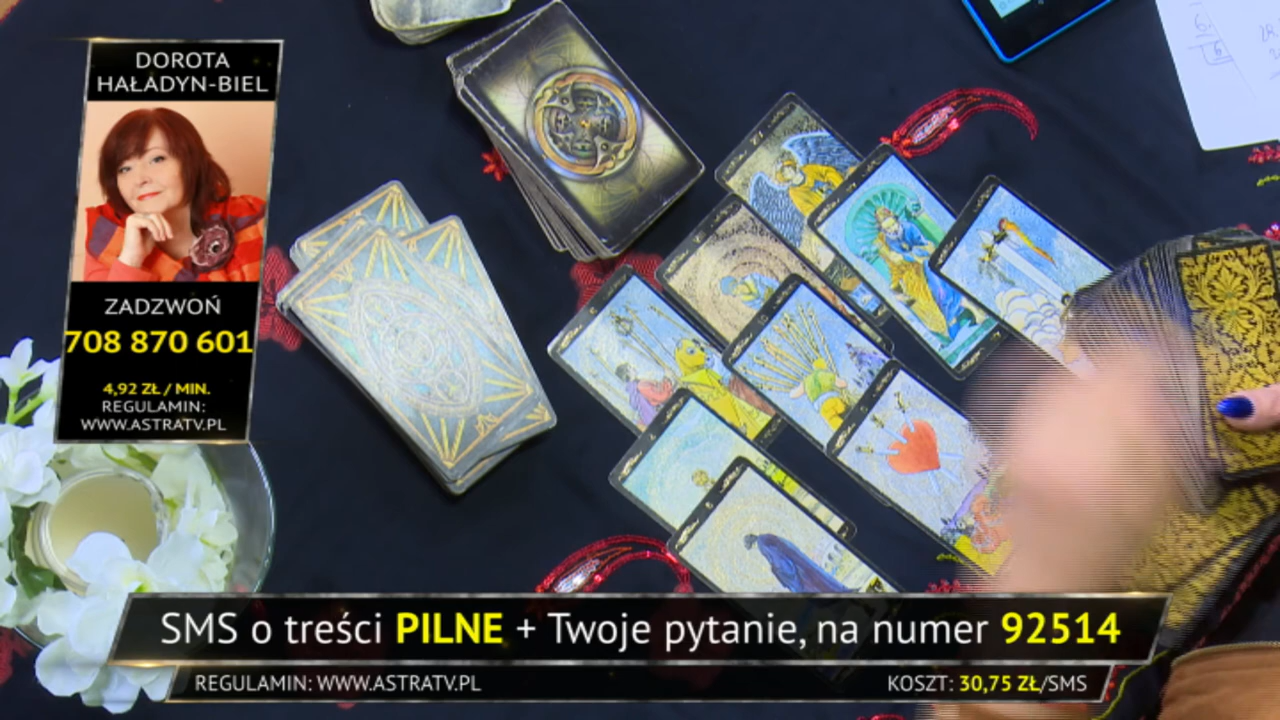 DOROTA
HAŁADYN-BIEL
ZADZWOŃ
708 870 601
4,92 ZŁ / MIN.
REGULAMIN:
WWW.ASTRATV.PL
SMS o treści PILNE + Twoje pytanie, na numer 92514
REGULAMIN: WWW.ASTRATV.PL
KOSZT: 30,75 ZŁ/SMS